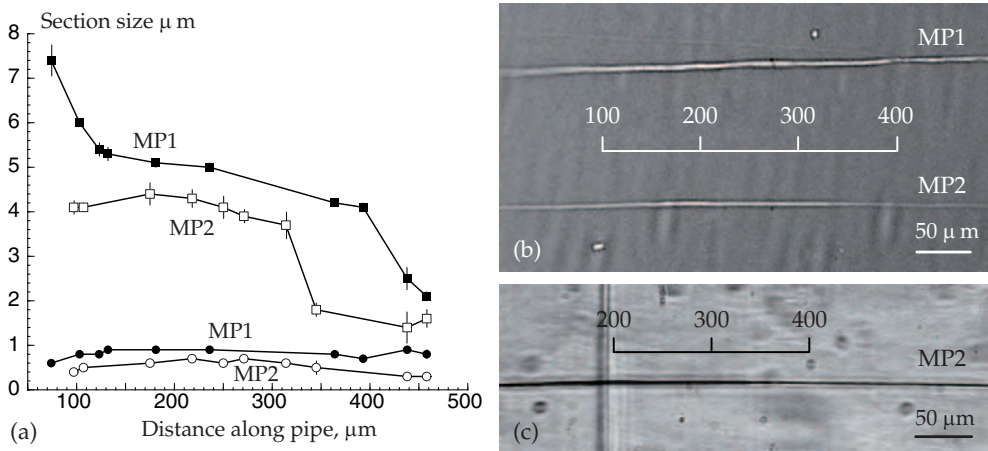 Section size μ m
8
7
6
5
4
3
2
1
0
MP1
MP2
MP1
MP2
100 200 300 400 500
(a)
Distance along pipe, μm
MP1
100 200 300 400
MP2
(b)
50 μ m
200 300 400
MP2
(c)
50 μm